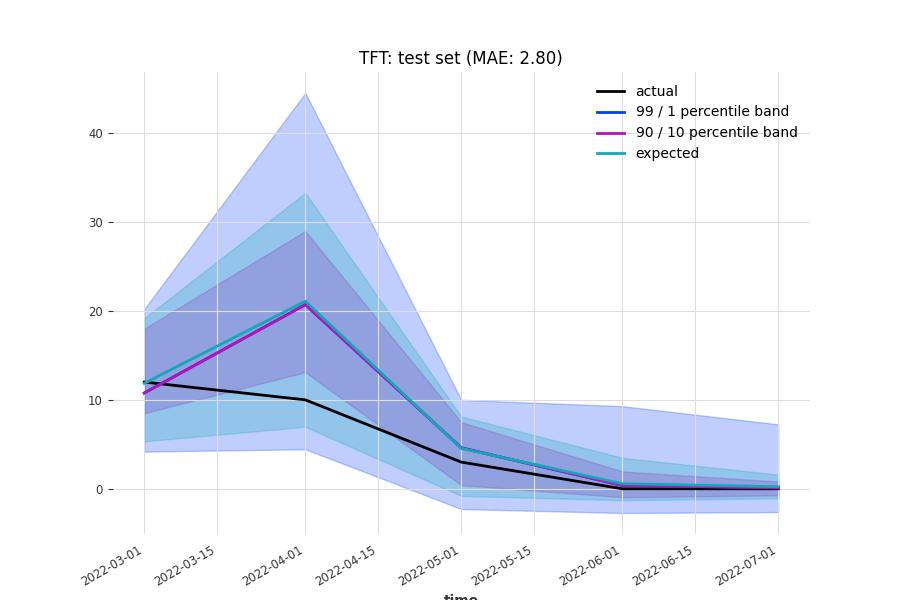 TFT: test set (MAE: 2.80)
actual
99 / 1 percentile band
90 / 10 percentile band
expected
40
30
20
10
0
2022-03-01
2022-03-15
2022-04-01
2022-04-15
2022-05-01
2022-05-15
2022-06-01
2022-06-15
2022-07-01
time